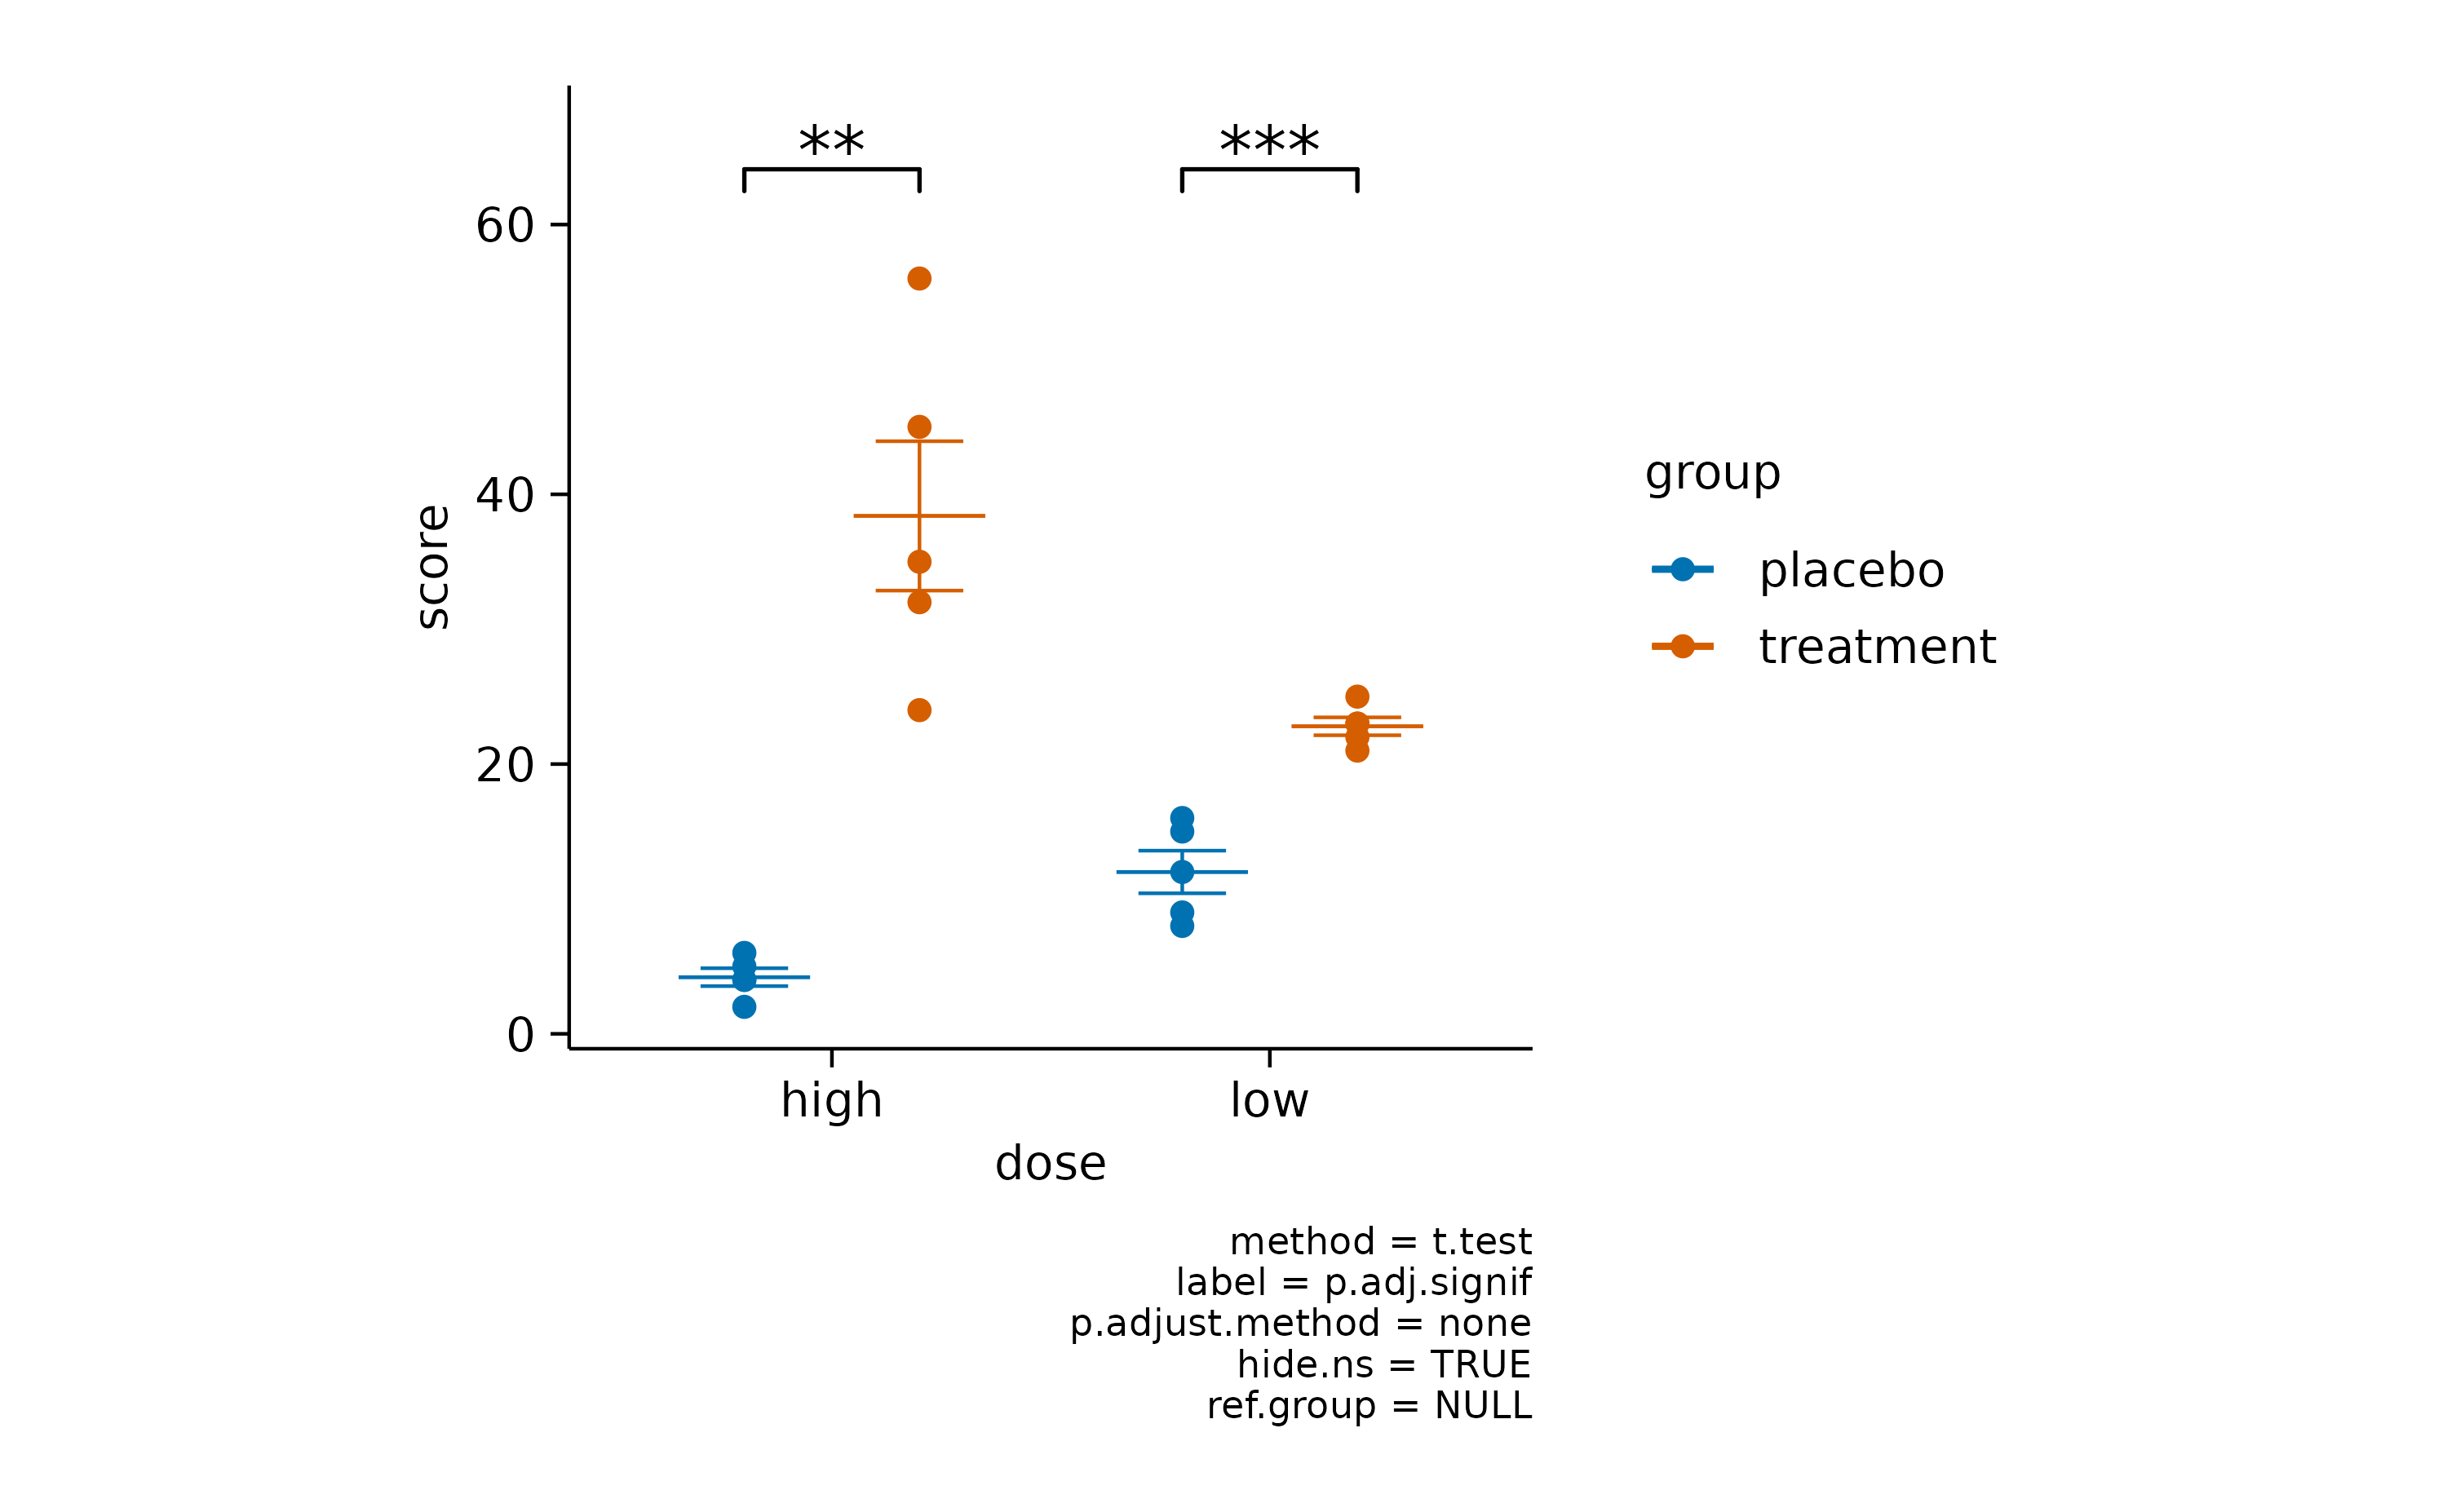 ** ***
60
40
20
0
score
high low
dose
group
placebo
treatment
method = t.test
label = p.adj.signif
p.adjust.method = none
hide.ns = TRUE
ref.group = NULL